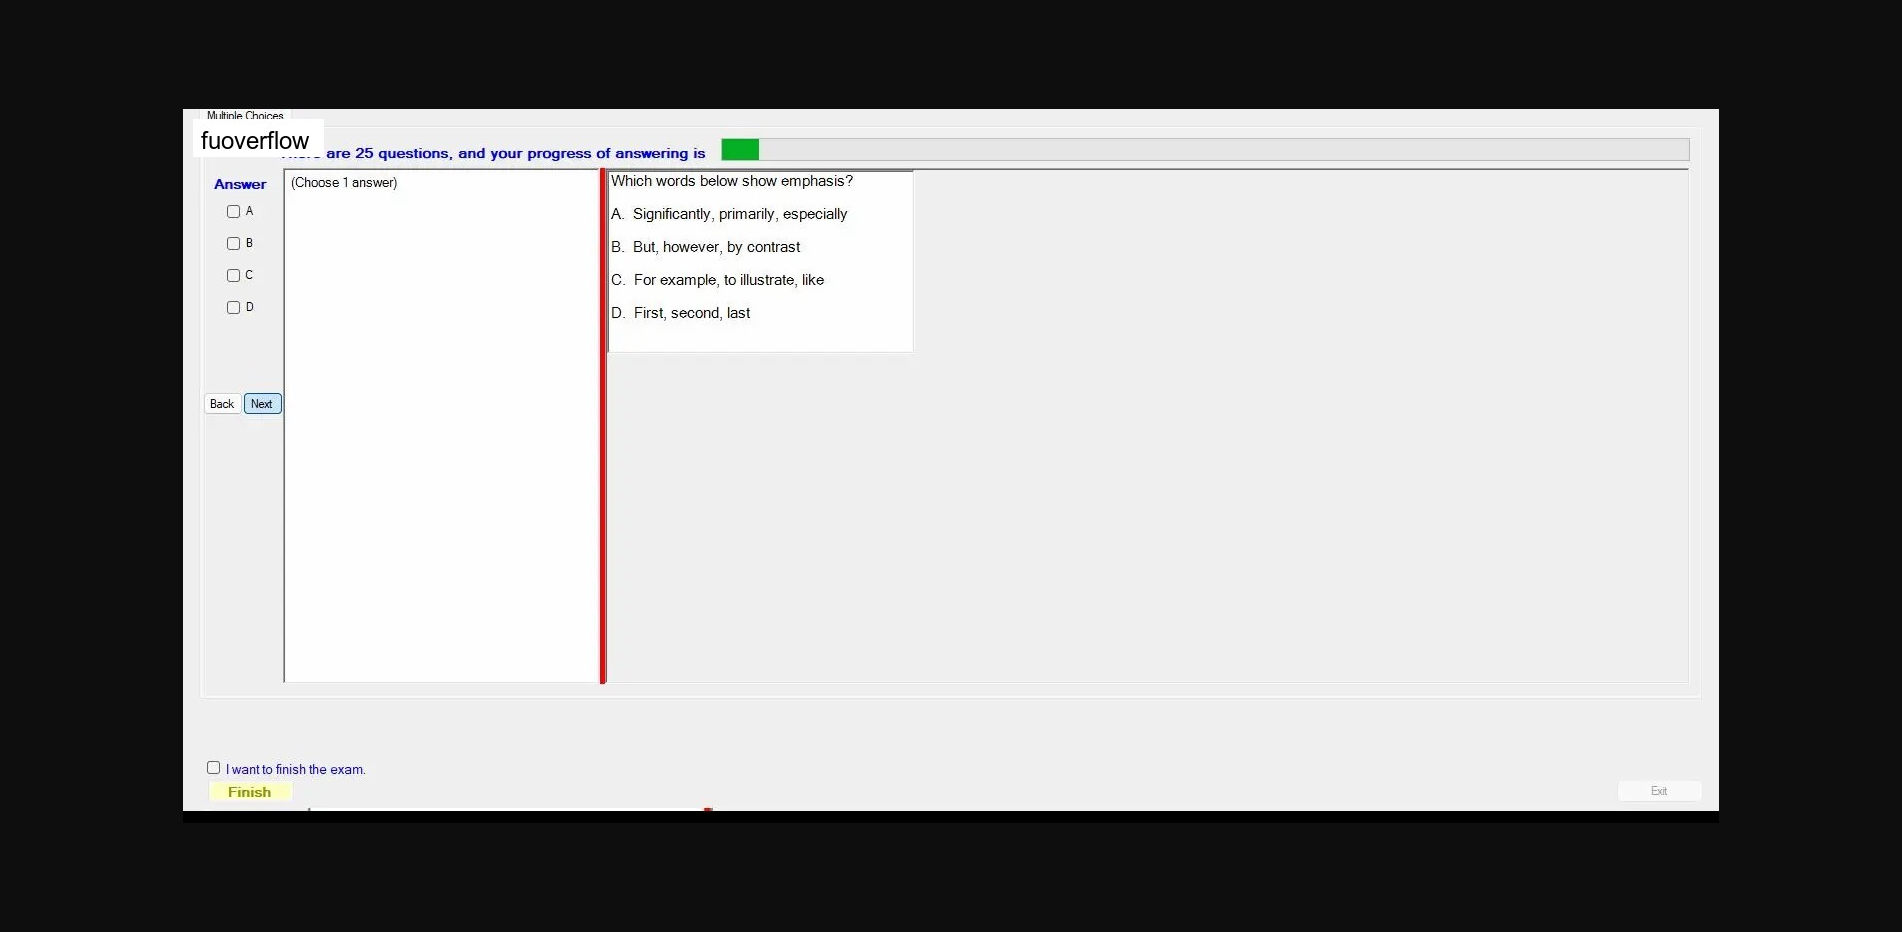 Multiple Choices
fuoverflow
are 25 questions, and your progress of answering is
Answer
(Choose 1 answer)
A
B
C
D
Back Next
Which words below show emphasis?
A. Significantly, primarily, especially
B. But, however, by contrast
C. For example, to illustrate, like
D. First, second, last
I want to finish the exam.
Finish
Exit